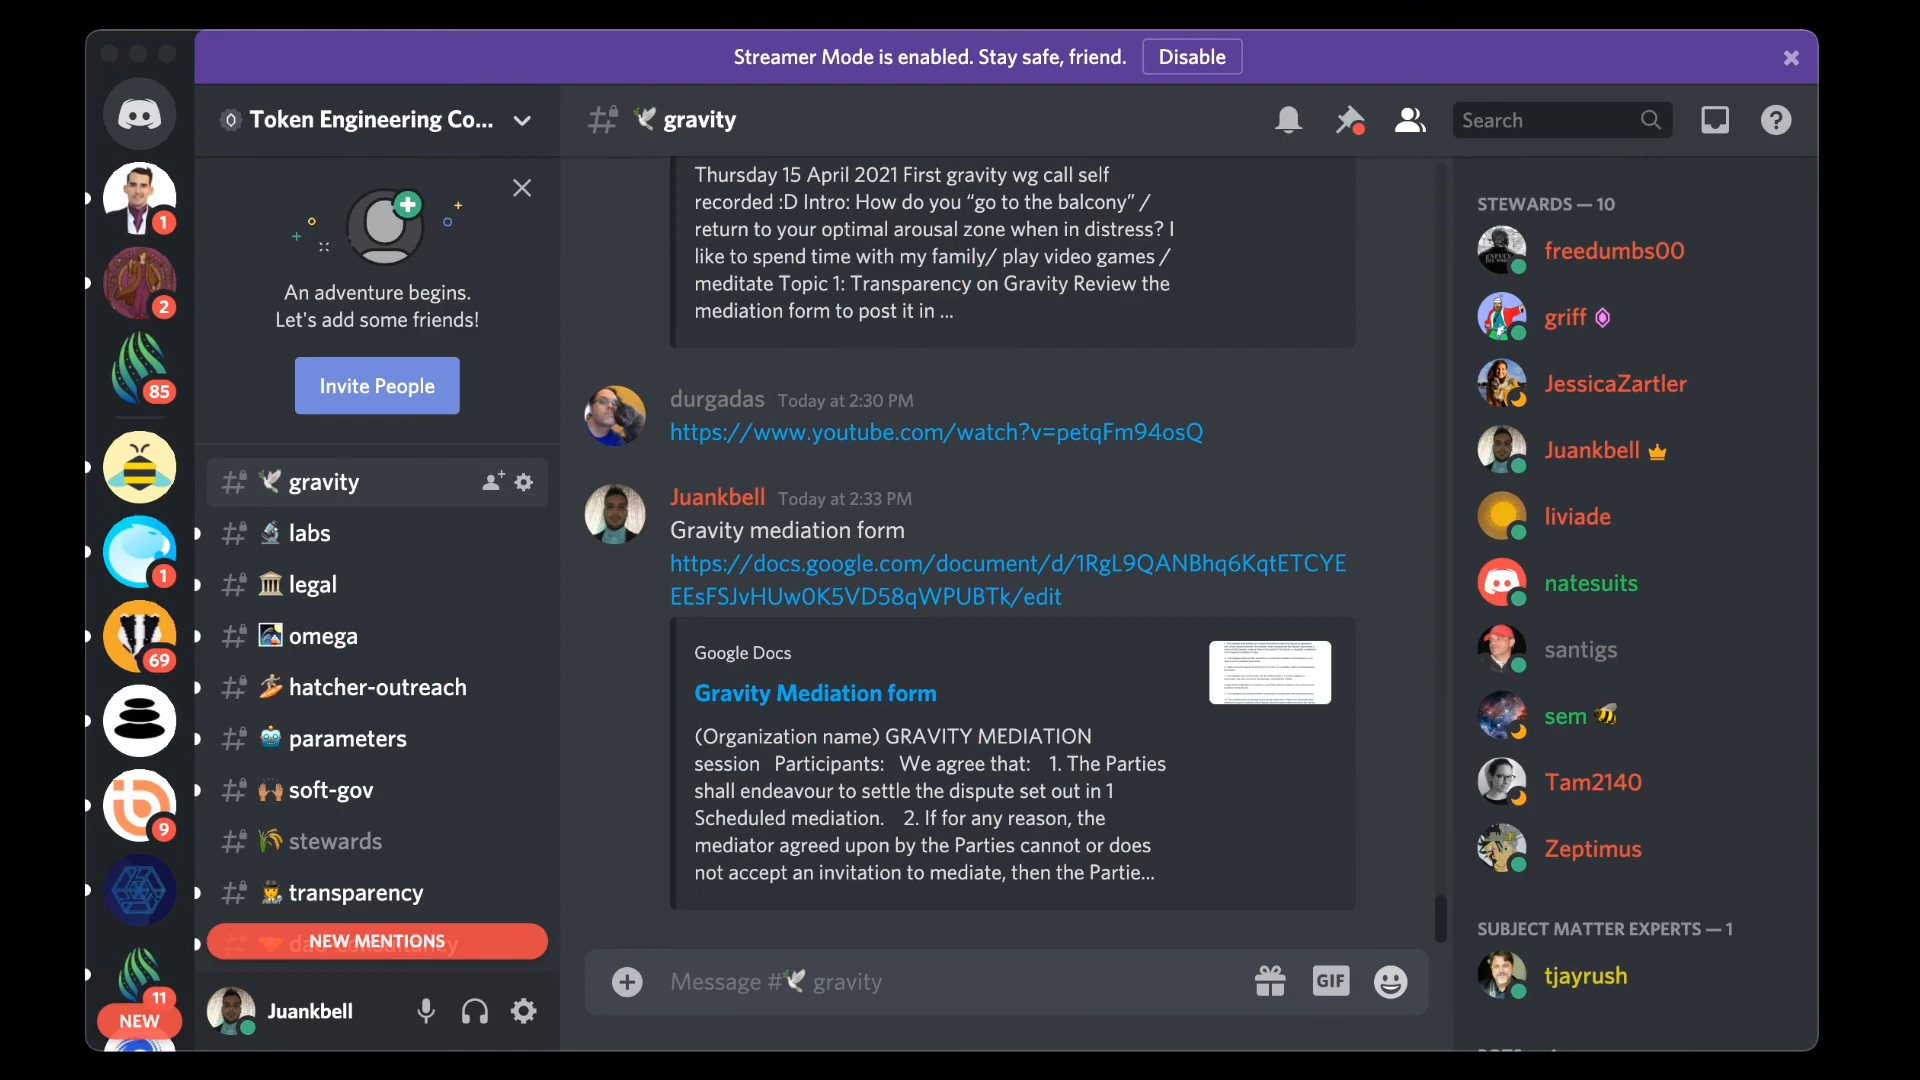 Streamer Mode is enabled. Stay safe, friend.
Disable
Token Engineering Co...
gravity
Search
An adventure begins.
Let's add some friends!
Invite People
gravity
labs
legal
omega
hatcher-outreach
parameters
soft-gov
stewards
transparency
NEW MENTIONS
Juankbell
1
2
85
1
69
9
11
NEW
Thursday 15 April 2021 First gravity wg call self
recorded :D Intro: How do you “go to the balcony” /
return to your optimal arousal zone when in distress? I
like to spend time with my family/ play video games /
meditate Topic 1: Transparency on Gravity Review the
mediation form to post it in ...
durgadas Today at 2:30 PM
https://www.youtube.com/watch?v=petqFm94osQ
Juankbell Today at 2:33 PM
Gravity mediation form
https://docs.google.com/document/d/1RgL9QANBhq6KqtETCYE
EEsFSJvHUw0K5VD58qWPUBTk/edit
Google Docs
Gravity Mediation form
(Organization name) GRAVITY MEDIATION
session Participants: We agree that: 1. The Parties
shall endeavour to settle the dispute set out in 1
Scheduled mediation. 2. If for any reason, the
mediator agreed upon by the Parties cannot or does
not accept an invitation to mediate, then the Partie...
Message # gravity
GIF
STEWARDS — 10
freedumbs00
griff
JessicaZartler
Juankbell
liviade
natesuits
santigs
sem
Tam2140
Zeptimus
SUBJECT MATTER EXPERTS — 1
tjayrush